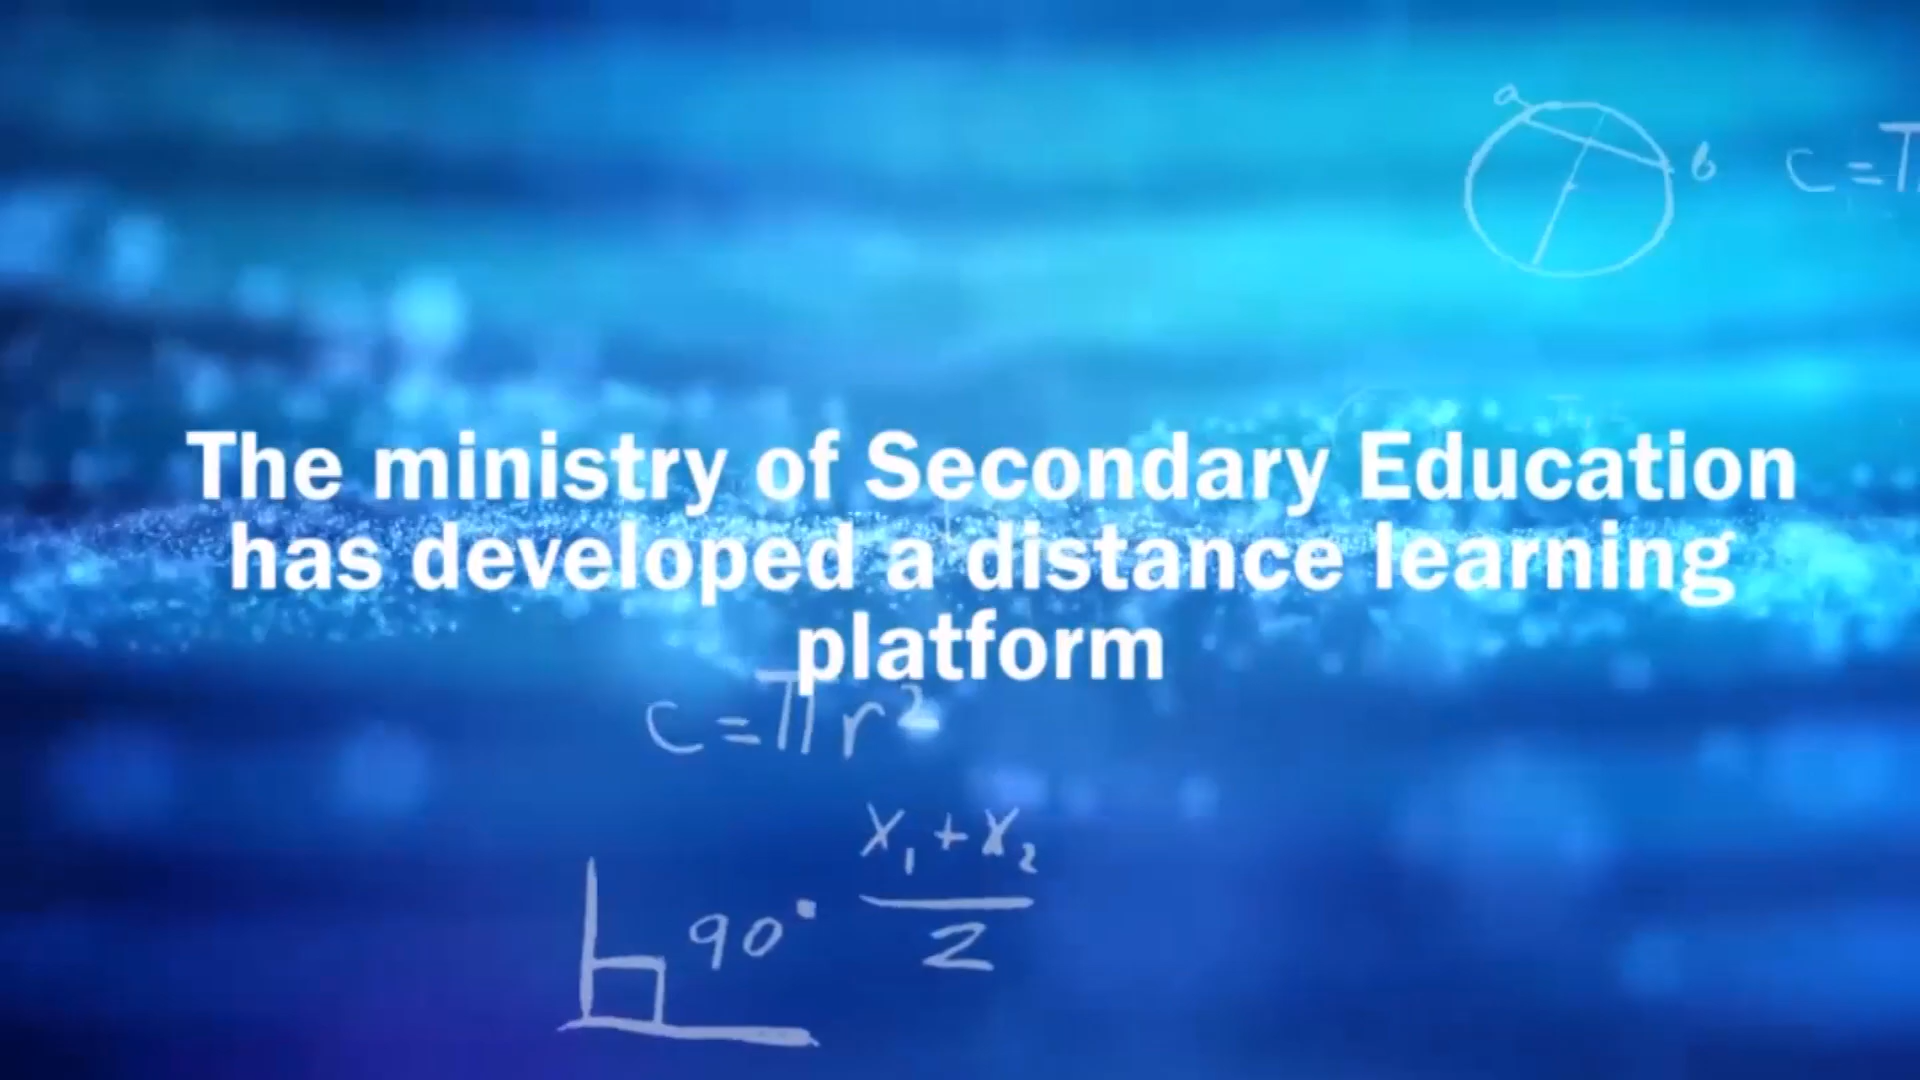 a
b
c=π
The ministry of Secondary Education
has developed a distance learning
platform
c=πr²
x₁+x₂
2
90°